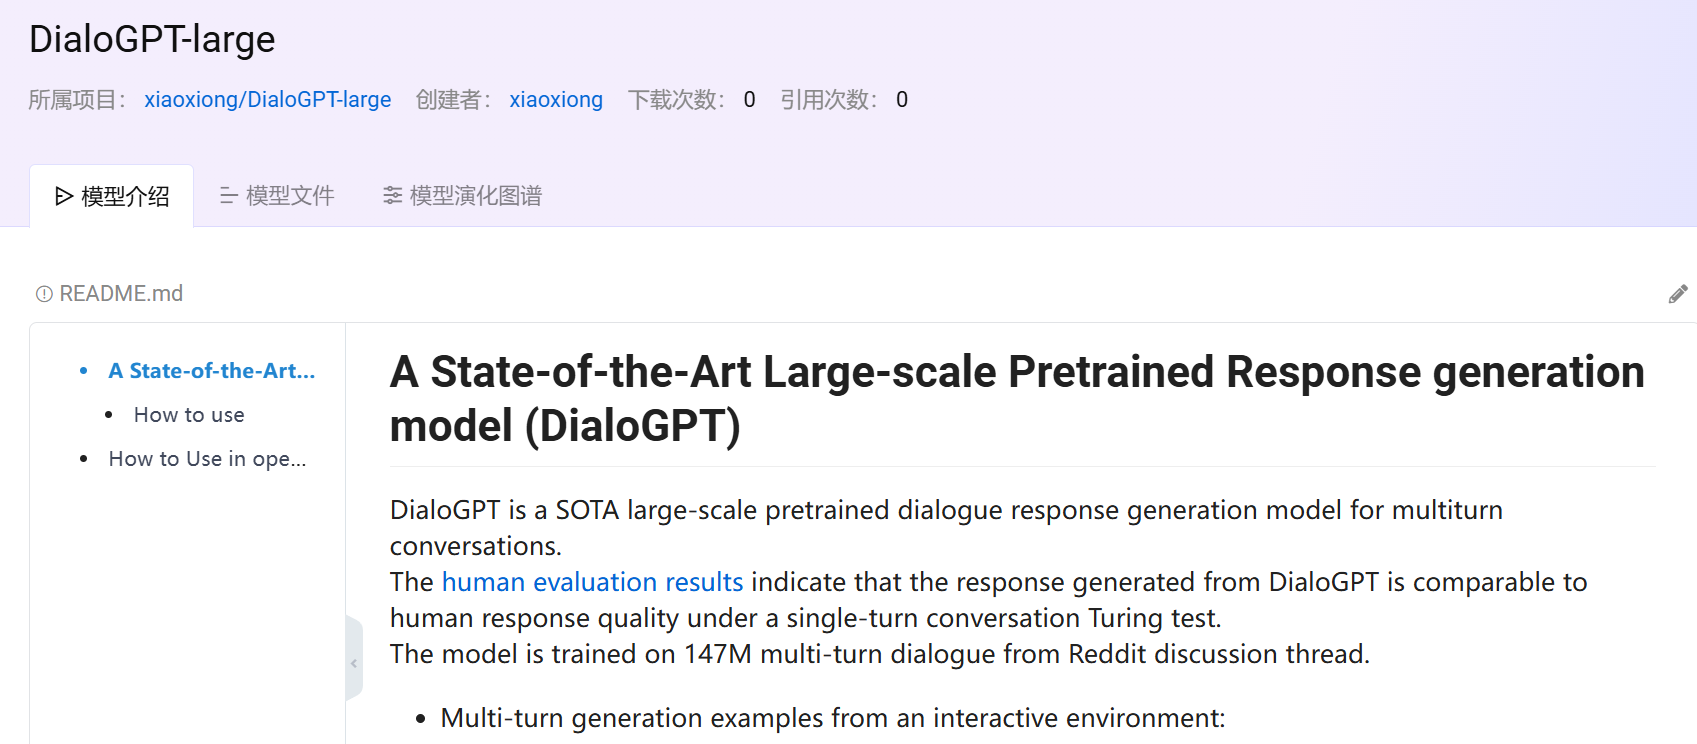 DialoGPT-large
所属项目： xiaoxiong/DialoGPT-large 创建者： xiaoxiong 下载次数： 0 引用次数： 0
模型介绍 模型文件 模型演化图谱
README.md
A State-of-the-Art...
How to use
How to Use in ope...
A State-of-the-Art Large-scale Pretrained Response generation
model (DialoGPT)
DialoGPT is a SOTA large-scale pretrained dialogue response generation model for multiturn
conversations.
The human evaluation results indicate that the response generated from DialoGPT is comparable to
human response quality under a single-turn conversation Turing test.
The model is trained on 147M multi-turn dialogue from Reddit discussion thread.
• Multi-turn generation examples from an interactive environment: